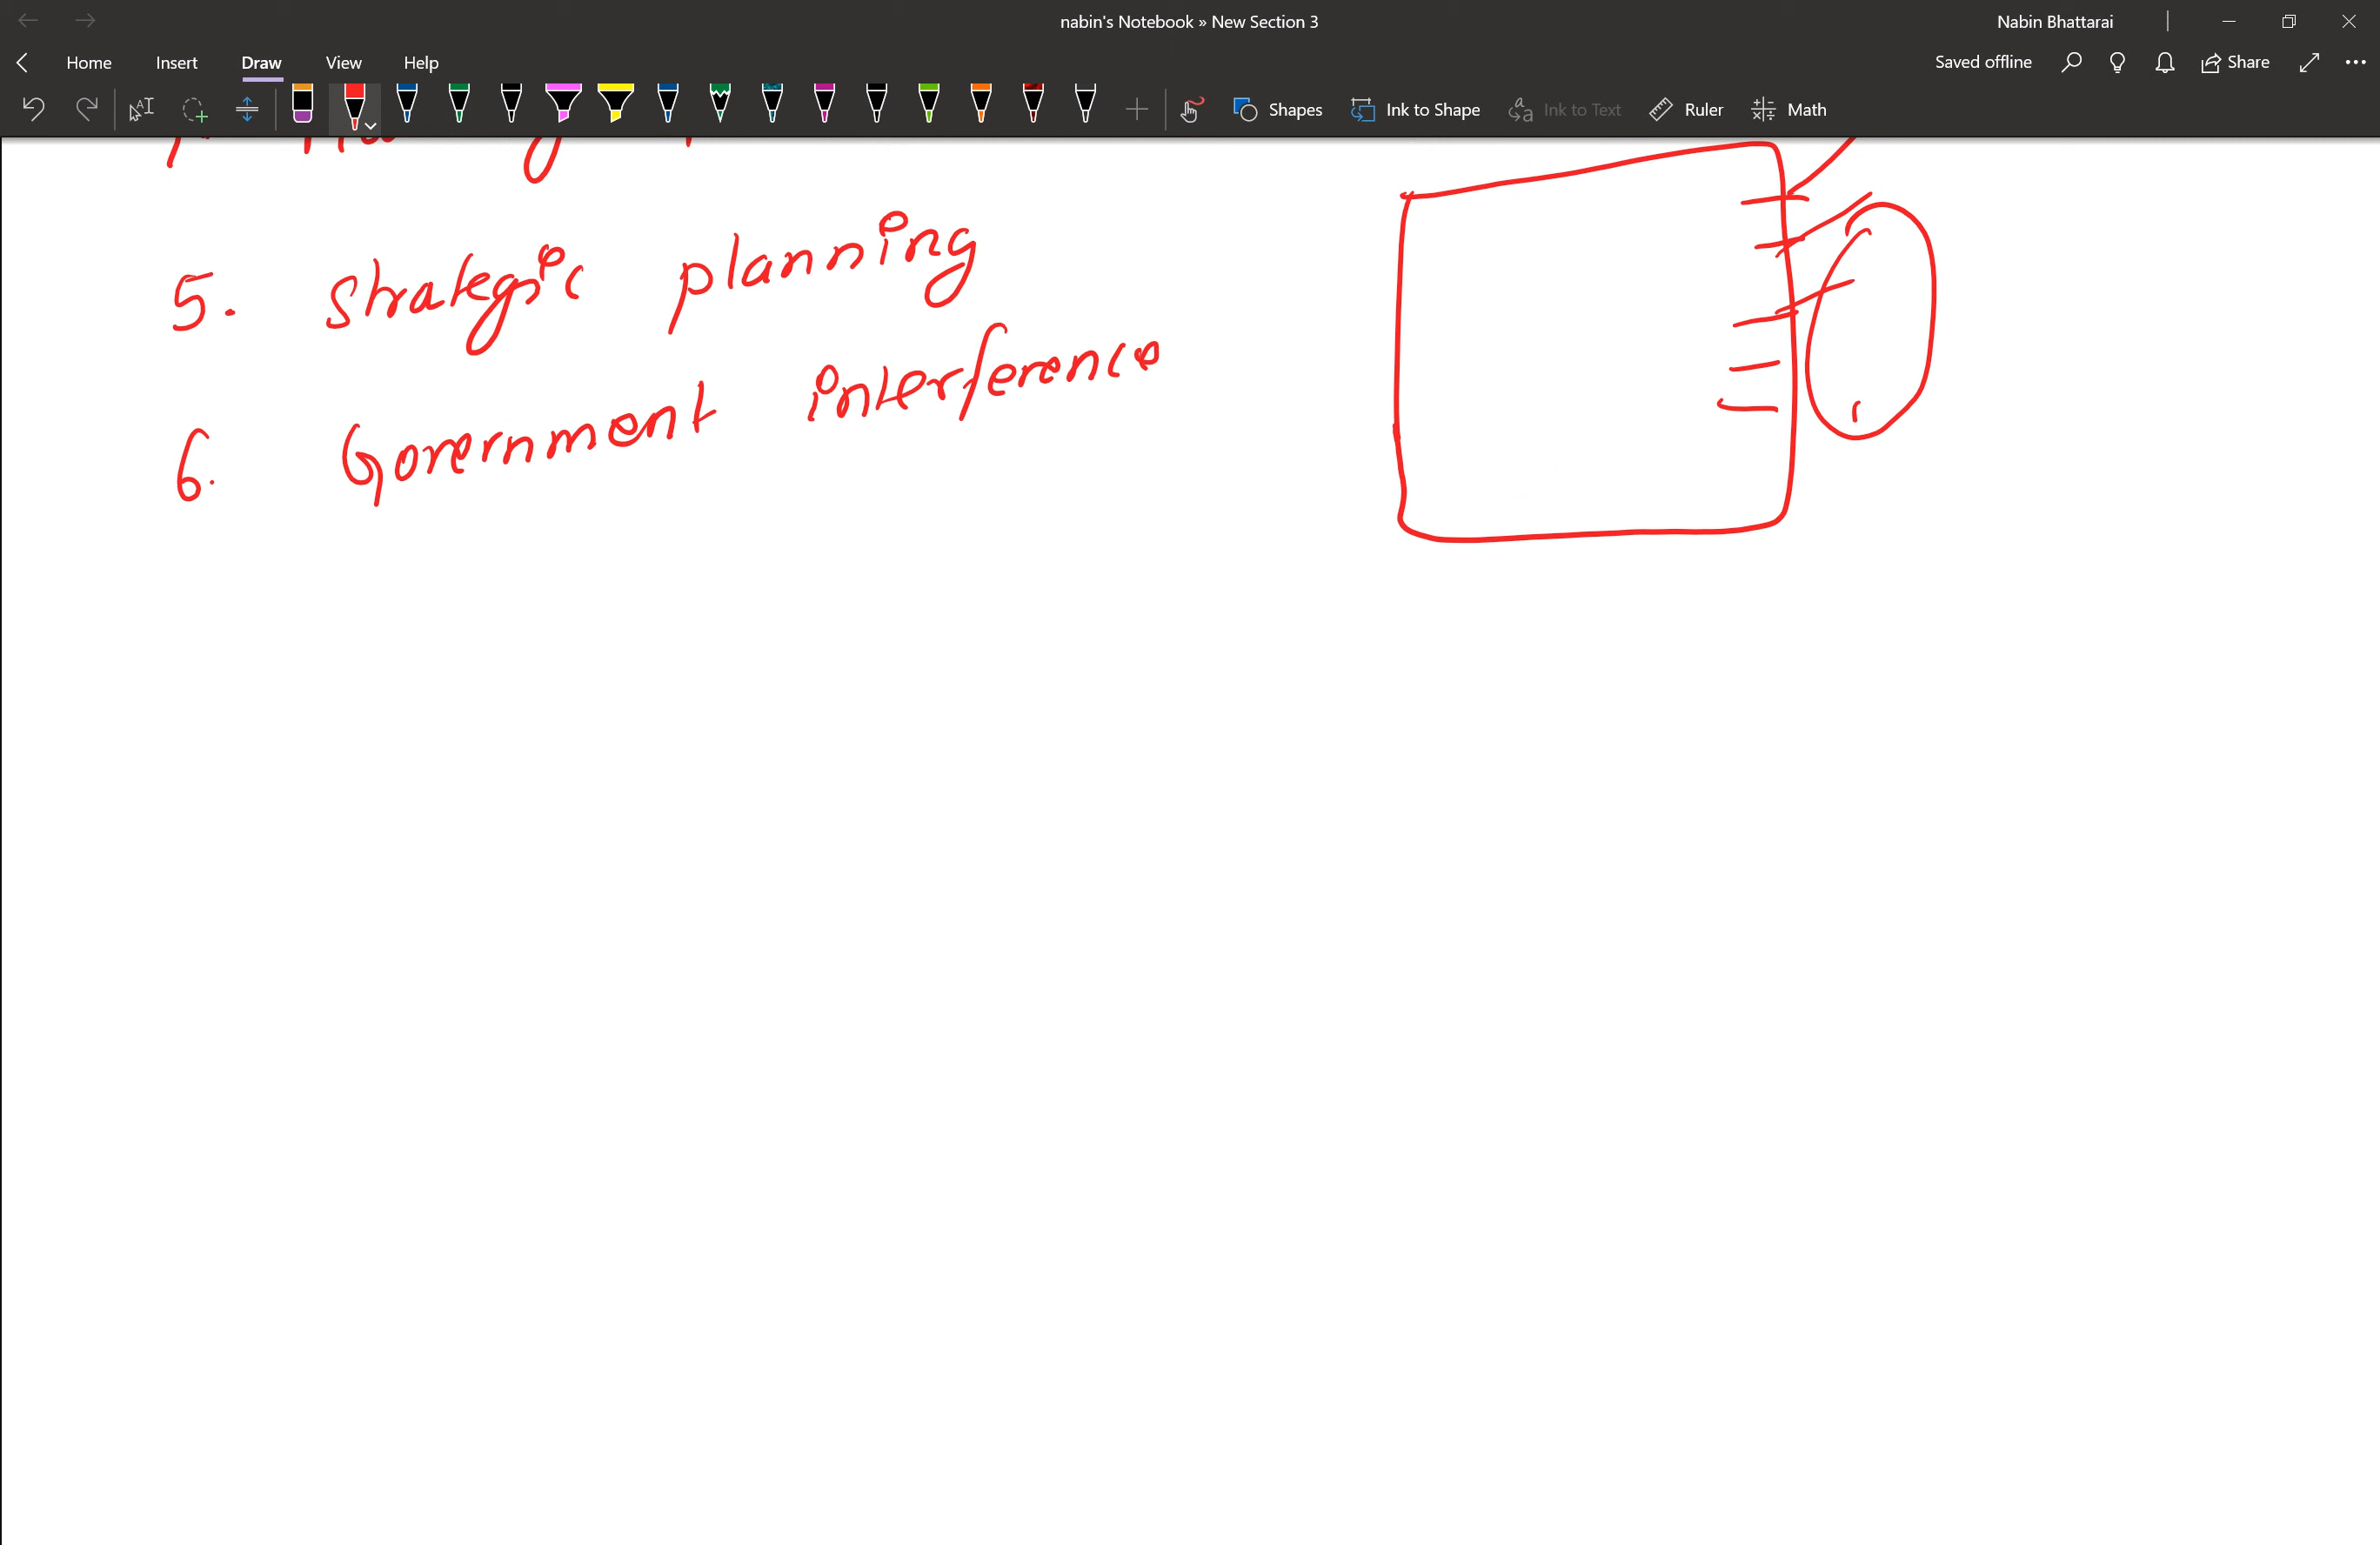 nabin's Notebook » New Section 3
Nabin Bhattarai
Home Insert Draw View Help
Saved offline
Share
Shapes Ink to Shape Ink to Text Ruler Math
5. Strategic planning
6. Government interference